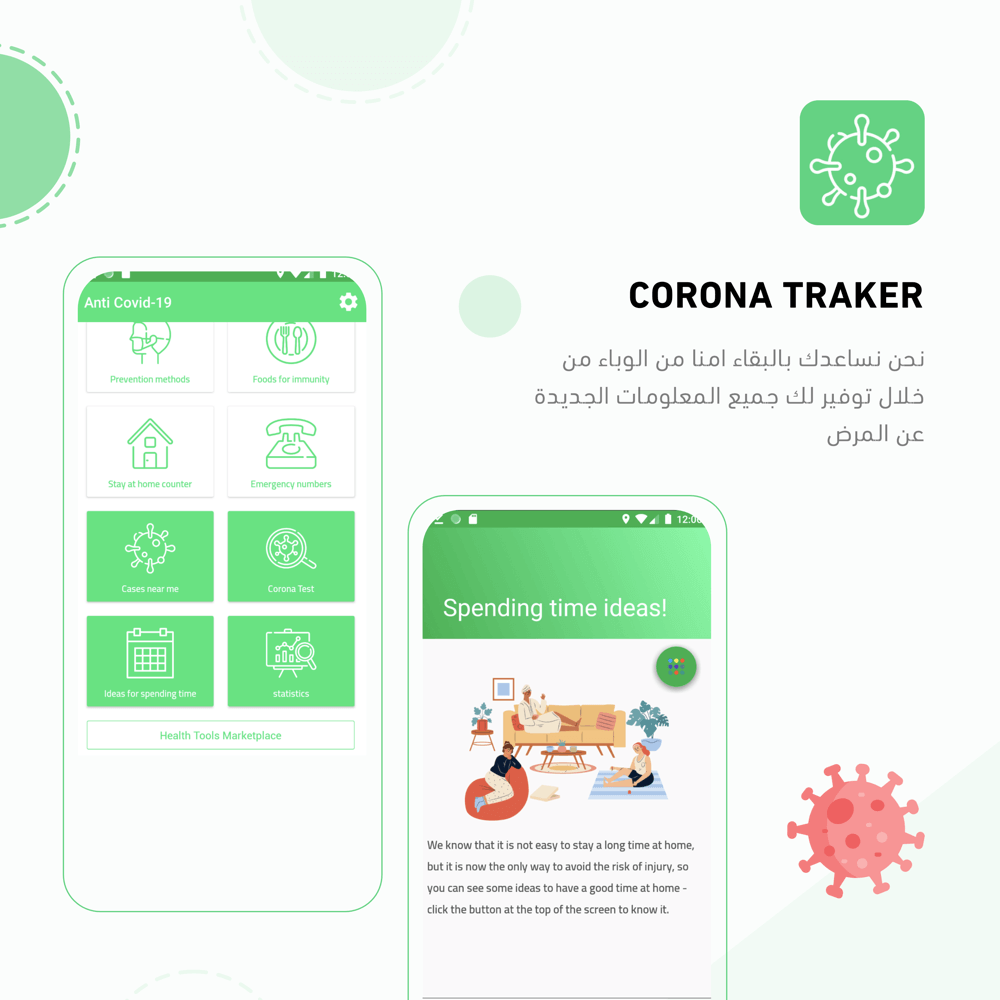 CORONA TRAKER
نحن نساعدك بالبقاء امنا من الوباء من
خلال توفير لك جميع المعلومات الجديدة
عن المرض
Anti Covid-19
Prevention methods
Foods for immunity
Stay at home counter
Emergency numbers
Cases near me
Corona Test
Ideas for spending time
statistics
Health Tools Marketplace
Spending time ideas!
We know that it is not easy to stay a long time at home,
but it is now the only way to avoid the risk of injury, so
you can see some ideas to have a good time at home -
click the button at the top of the screen to know it.